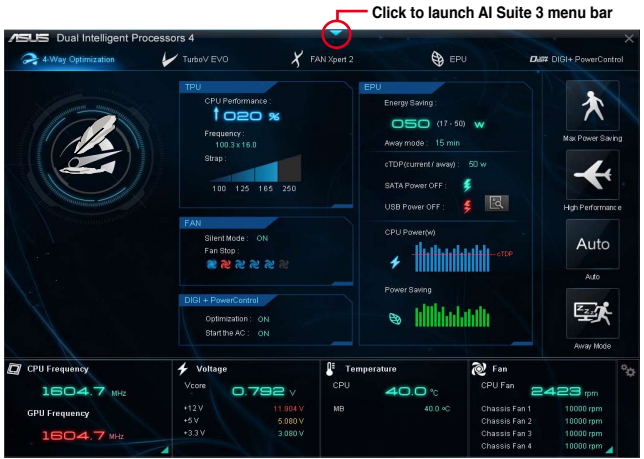 Click to launch AI Suite 3 menu bar
ASUS Dual Intelligent Processors 4
4-Way Optimization
TurboV EVO
FAN Xpert 2
EPU
DIGI+ PowerControl
TPU
CPU Performance :
020 %
Frequency :
100.3 x 16.0
Strap :
100 125 165 250
FAN
Silent Mode : ON
Fan Stop :
DIGI + PowerControl
Optimization : ON
Start the AC : ON
EPU
Energy Saving :
050 (17 - 50) w
Away mode : 15 min
cTDP(current / away) : 50 w
SATA Power OFF :
USB Power OFF :
CPU Power(w)
cTDP
Power Saving
Max Power Saving
High Performance
Auto
Auto
Away Mode
CPU Frequency
1604.7 MHz
GPU Frequency
1604.7 MHz
Voltage
Vcore 0.792 V
+12 V 11.904 V
+5 V 5.080 V
+3.3 V 3.080 V
Temperature
CPU 40.0 °C
MB 40.0 °C
Fan
CPU Fan 2423 rpm
Chassis Fan 1 10000 rpm
Chassis Fan 2 10000 rpm
Chassis Fan 3 10000 rpm
Chassis Fan 4 10000 rpm